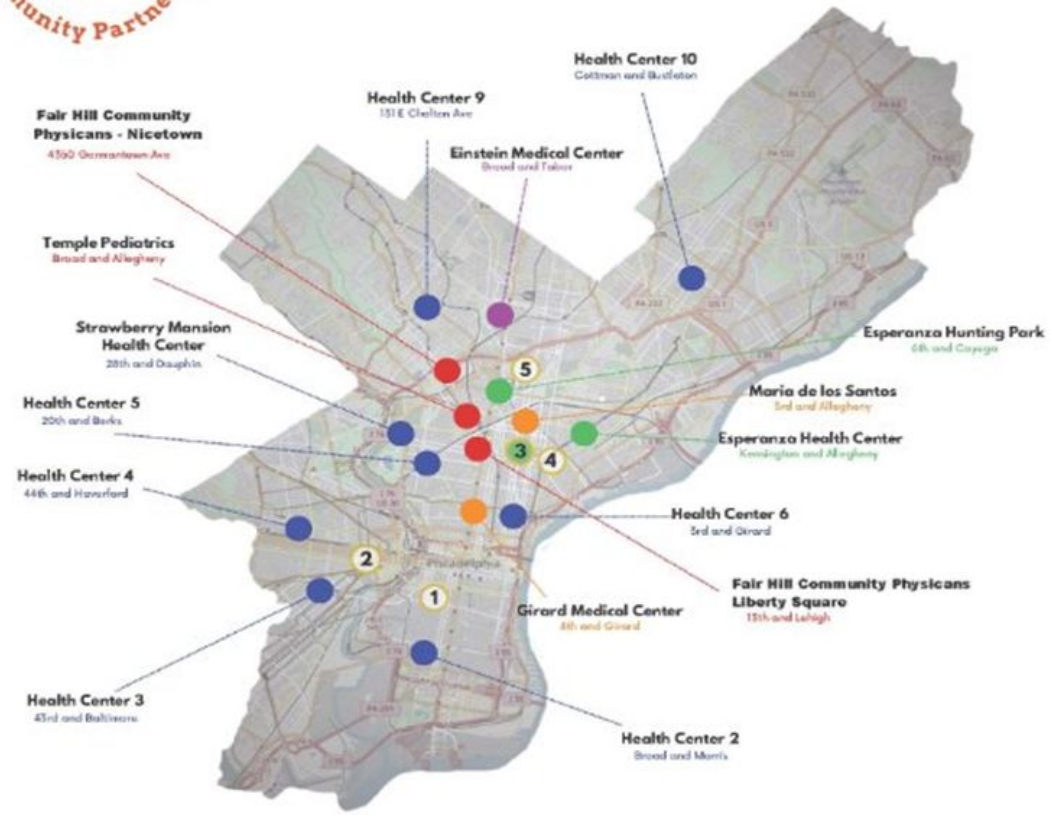 munity Partne
Health Center 10
Cottman and Bustleton
Health Center 9
131 E Chelten Ave
Fair Hill Community
Physicans - Nicetown
4360 Germantown Ave
Einstein Medical Center
Broad and Tabor
Temple Pediatrics
Broad and Allegheny
Strawberry Mansion
Health Center
28th and Dauphin
Esperanza Hunting Park
6th and Cayuga
5
Maria de los Santos
5rd and Allegheny
Health Center 5
20th and Berks
Esperanza Health Center
Kensington and Allegheny
3
4
Health Center 4
44th and Haverford
Health Center 6
3rd and Girard
2
Philadelphia
1
Fair Hill Community Physicans
Liberty Square
13th and Lehigh
Girard Medical Center
8th and Girard
Health Center 3
43rd and Baltimore
Health Center 2
Broad and Morris